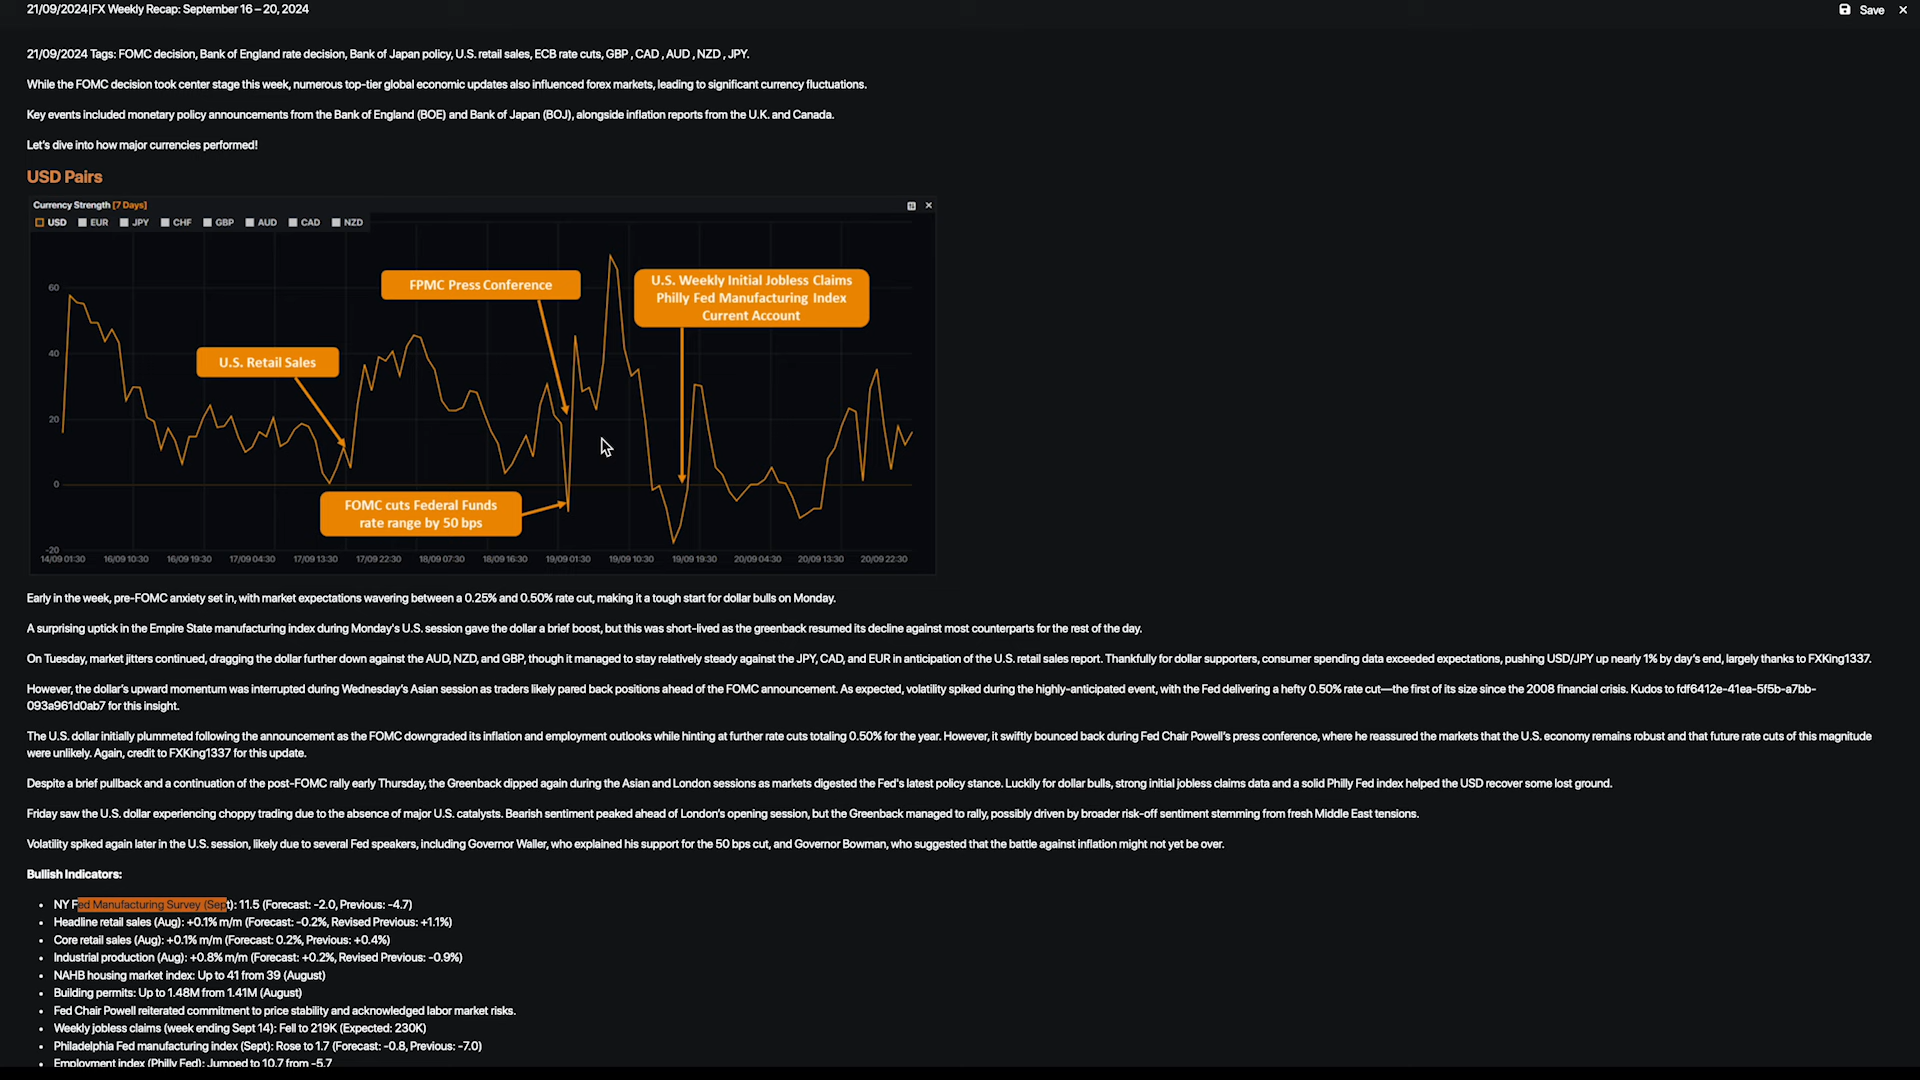 21/09/2024|FX Weekly Recap: September 16 – 20, 2024
Save
21/09/2024 Tags: FOMC decision, Bank of England rate decision, Bank of Japan policy, U.S. retail sales, ECB rate cuts, GBP , CAD , AUD , NZD , JPY.
While the FOMC decision took center stage this week, numerous top-tier global economic updates also influenced forex markets, leading to significant currency fluctuations.
Key events included monetary policy announcements from the Bank of England (BOE) and Bank of Japan (BOJ), alongside inflation reports from the U.K. and Canada.
Let's dive into how major currencies performed!
USD Pairs
Currency Strength [7 Days]
USD EUR JPY CHF GBP AUD CAD NZD
FPMC Press Conference
U.S. Weekly Initial Jobless Claims
Philly Fed Manufacturing Index
Current Account
60
40
U.S. Retail Sales
20
0
FOMC cuts Federal Funds
rate range by 50 bps
-20
14/09 01:30 16/09 10:30 16/09 19:30 17/09 04:30 17/09 13:30 17/09 22:30 18/09 07:30 18/09 16:30 19/09 01:30 19/09 10:30 19/09 19:30 20/09 04:30 20/09 13:30 20/09 22:30
Early in the week, pre-FOMC anxiety set in, with market expectations wavering between a 0.25% and 0.50% rate cut, making it a tough start for dollar bulls on Monday.
A surprising uptick in the Empire State manufacturing index during Monday's U.S. session gave the dollar a brief boost, but this was short-lived as the greenback resumed its decline against most counterparts for the rest of the day.
On Tuesday, market jitters continued, dragging the dollar further down against the AUD, NZD, and GBP, though it managed to stay relatively steady against the JPY, CAD, and EUR in anticipation of the U.S. retail sales report. Thankfully for dollar supporters, consumer spending data exceeded expectations, pushing USD/JPY up nearly 1% by day's end, largely thanks to FXKing1337.
However, the dollar's upward momentum was interrupted during Wednesday's Asian session as traders likely pared back positions ahead of the FOMC announcement. As expected, volatility spiked during the highly-anticipated event, with the Fed delivering a hefty 0.50% rate cut—the first of its size since the 2008 financial crisis. Kudos to fdf6412e-41ea-5f5b-a7bb-
093a961d0ab7 for this insight.
The U.S. dollar initially plummeted following the announcement as the FOMC downgraded its inflation and employment outlooks while hinting at further rate cuts totaling 0.50% for the year. However, it swiftly bounced back during Fed Chair Powell's press conference, where he reassured the markets that the U.S. economy remains robust and that future rate cuts of this magnitude
were unlikely. Again, credit to FXKing1337 for this update.
Despite a brief pullback and a continuation of the post-FOMC rally early Thursday, the Greenback dipped again during the Asian and London sessions as markets digested the Fed's latest policy stance. Luckily for dollar bulls, strong initial jobless claims data and a solid Philly Fed index helped the USD recover some lost ground.
Friday saw the U.S. dollar experiencing choppy trading due to the absence of major U.S. catalysts. Bearish sentiment peaked ahead of London's opening session, but the Greenback managed to rally, possibly driven by broader risk-off sentiment stemming from fresh Middle East tensions.
Volatility spiked again later in the U.S. session, likely due to several Fed speakers, including Governor Waller, who explained his support for the 50 bps cut, and Governor Bowman, who suggested that the battle against inflation might not yet be over.
Bullish Indicators:
• NY Fed Manufacturing Survey (Sept): 11.5 (Forecast: -2.0, Previous: -4.7)
• Headline retail sales (Aug): +0.1% m/m (Forecast: -0.2%, Revised Previous: +1.1%)
• Core retail sales (Aug): +0.1% m/m (Forecast: 0.2%, Previous: +0.4%)
• Industrial production (Aug): +0.8% m/m (Forecast: +0.2%, Revised Previous: -0.9%)
• NAHB housing market index: Up to 41 from 39 (August)
• Building permits: Up to 1.48M from 1.41M (August)
• Fed Chair Powell reiterated commitment to price stability and acknowledged labor market risks.
• Weekly jobless claims (week ending Sept 14): Fell to 219K (Expected: 230K)
• Philadelphia Fed manufacturing index (Sept): Rose to 1.7 (Forecast: -0.8, Previous: -7.0)
• Employment index (Philly Fed): Jumped to 10.7 from -5.7